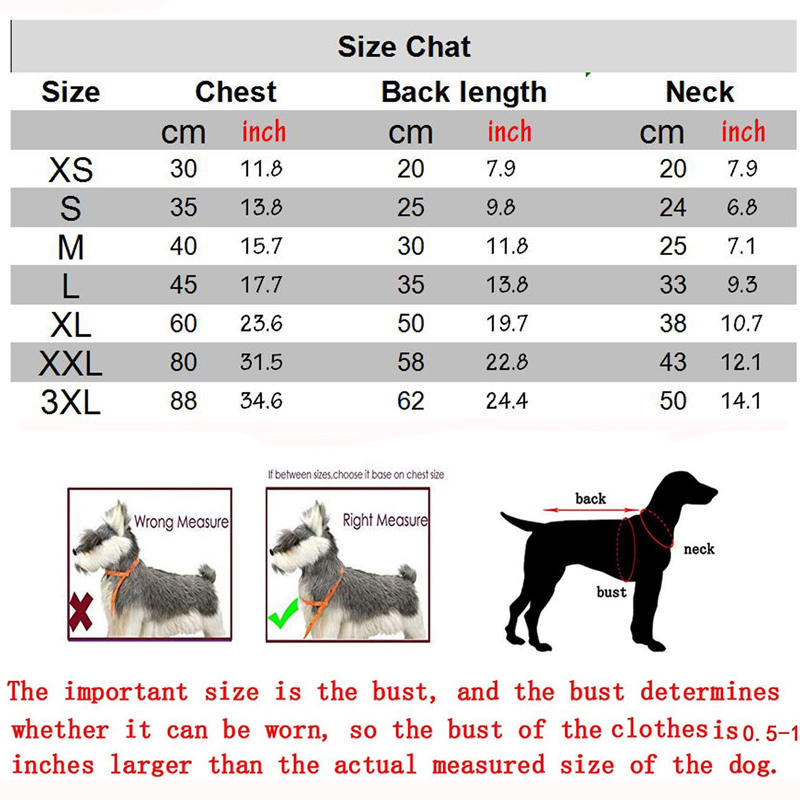 Size Chat
Size Chest Back length Neck
cm inch cm inch cm inch
XS 30 11.8 20 7.9 20 7.9
S 35 13.8 25 9.8 24 6.8
M 40 15.7 30 11.8 25 7.1
L 45 17.7 35 13.8 33 9.3
XL 60 23.6 50 19.7 38 10.7
XXL 80 31.5 58 22.8 43 12.1
3XL 88 34.6 62 24.4 50 14.1
If between sizes,choose it base on chest size
Wrong Measure
Right Measure
back
neck
bust
The important size is the bust, and the bust determines
whether it can be worn, so the bust of the clothes is 0.5-1
inches larger than the actual measured size of the dog.